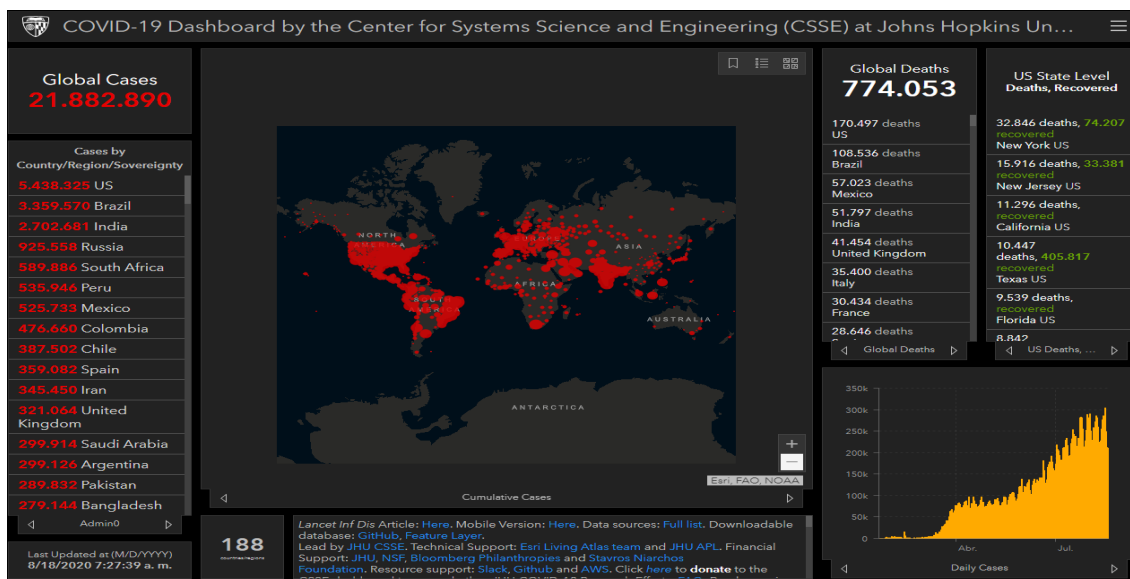 COVID-19 Dashboard by the Center for Systems Science and Engineering (CSSE) at Johns Hopkins Un...
Global Cases
21.882.890
Cases by
Country/Region/Sovereignty
5.438.325 US
3.359.570 Brazil
2.702.681 India
925.558 Russia
589.886 South Africa
535.946 Peru
525.733 Mexico
476.660 Colombia
387.502 Chile
359.082 Spain
345.450 Iran
321.064 United
Kingdom
299.914 Saudi Arabia
299.126 Argentina
289.832 Pakistan
279.144 Bangladesh
Admin0
Last Updated at (M/D/YYYY)
8/18/2020 7:27:39 a. m.
NORTH
AMERICA
SOUTH
AMERICA
EUROPE
ASIA
AFRICA
AUSTRALIA
ANTARCTICA
+
−
Esri, FAO, NOAA
Cumulative Cases
188
countries/regions
Lancet Inf Dis Article: Here. Mobile Version: Here. Data sources: Full list. Downloadable
database: GitHub, Feature Layer.
Lead by JHU CSSE. Technical Support: Esri Living Atlas team and JHU APL. Financial
Support: JHU, NSF, Bloomberg Philanthropies and Stavros Niarchos
Foundation. Resource support: Slack, Github and AWS. Click here to donate to the
Global Deaths
774.053
170.497 deaths
US
108.536 deaths
Brazil
57.023 deaths
Mexico
51.797 deaths
India
41.454 deaths
United Kingdom
35.400 deaths
Italy
30.434 deaths
France
28.646 deaths
Global Deaths
US State Level
Deaths, Recovered
32.846 deaths, 74.207
recovered
New York US
15.916 deaths, 33.381
recovered
New Jersey US
11.296 deaths,
recovered
California US
10.447
deaths, 405.817
recovered
Texas US
9.539 deaths,
recovered
Florida US
8.842
US Deaths, ...
350k
300k
250k
200k
150k
100k
50k
0
Abr.
Jul.
Daily Cases